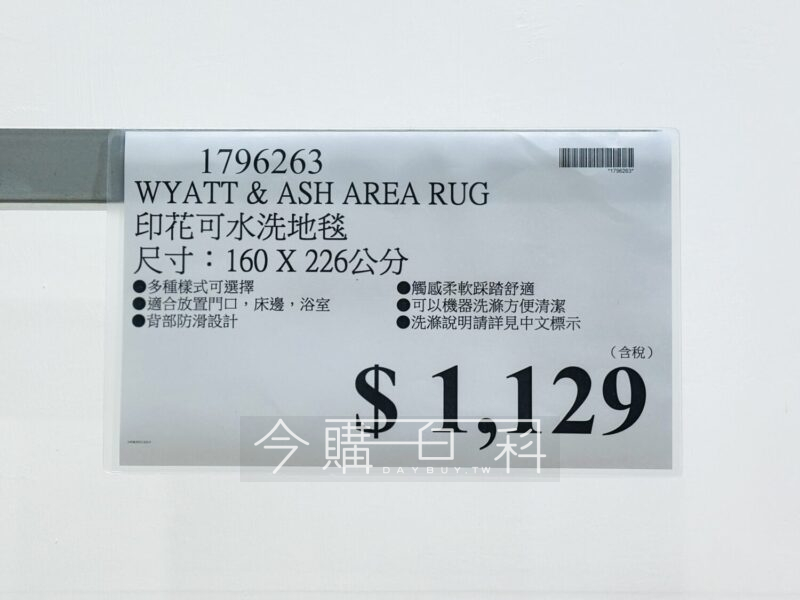 *1796263*
1796263
WYATT & ASH AREA RUG
印花可水洗地毯
尺寸：160 X 226公分
●多種樣式可選擇
●適合放置門口，床邊，浴室
●背部防滑設計
●觸感柔軟踩踏舒適
●可以機器洗滌方便清潔
●洗滌說明請詳見中文標示
（含稅）
$ 1,129
今購百科
DAYBUY.TW